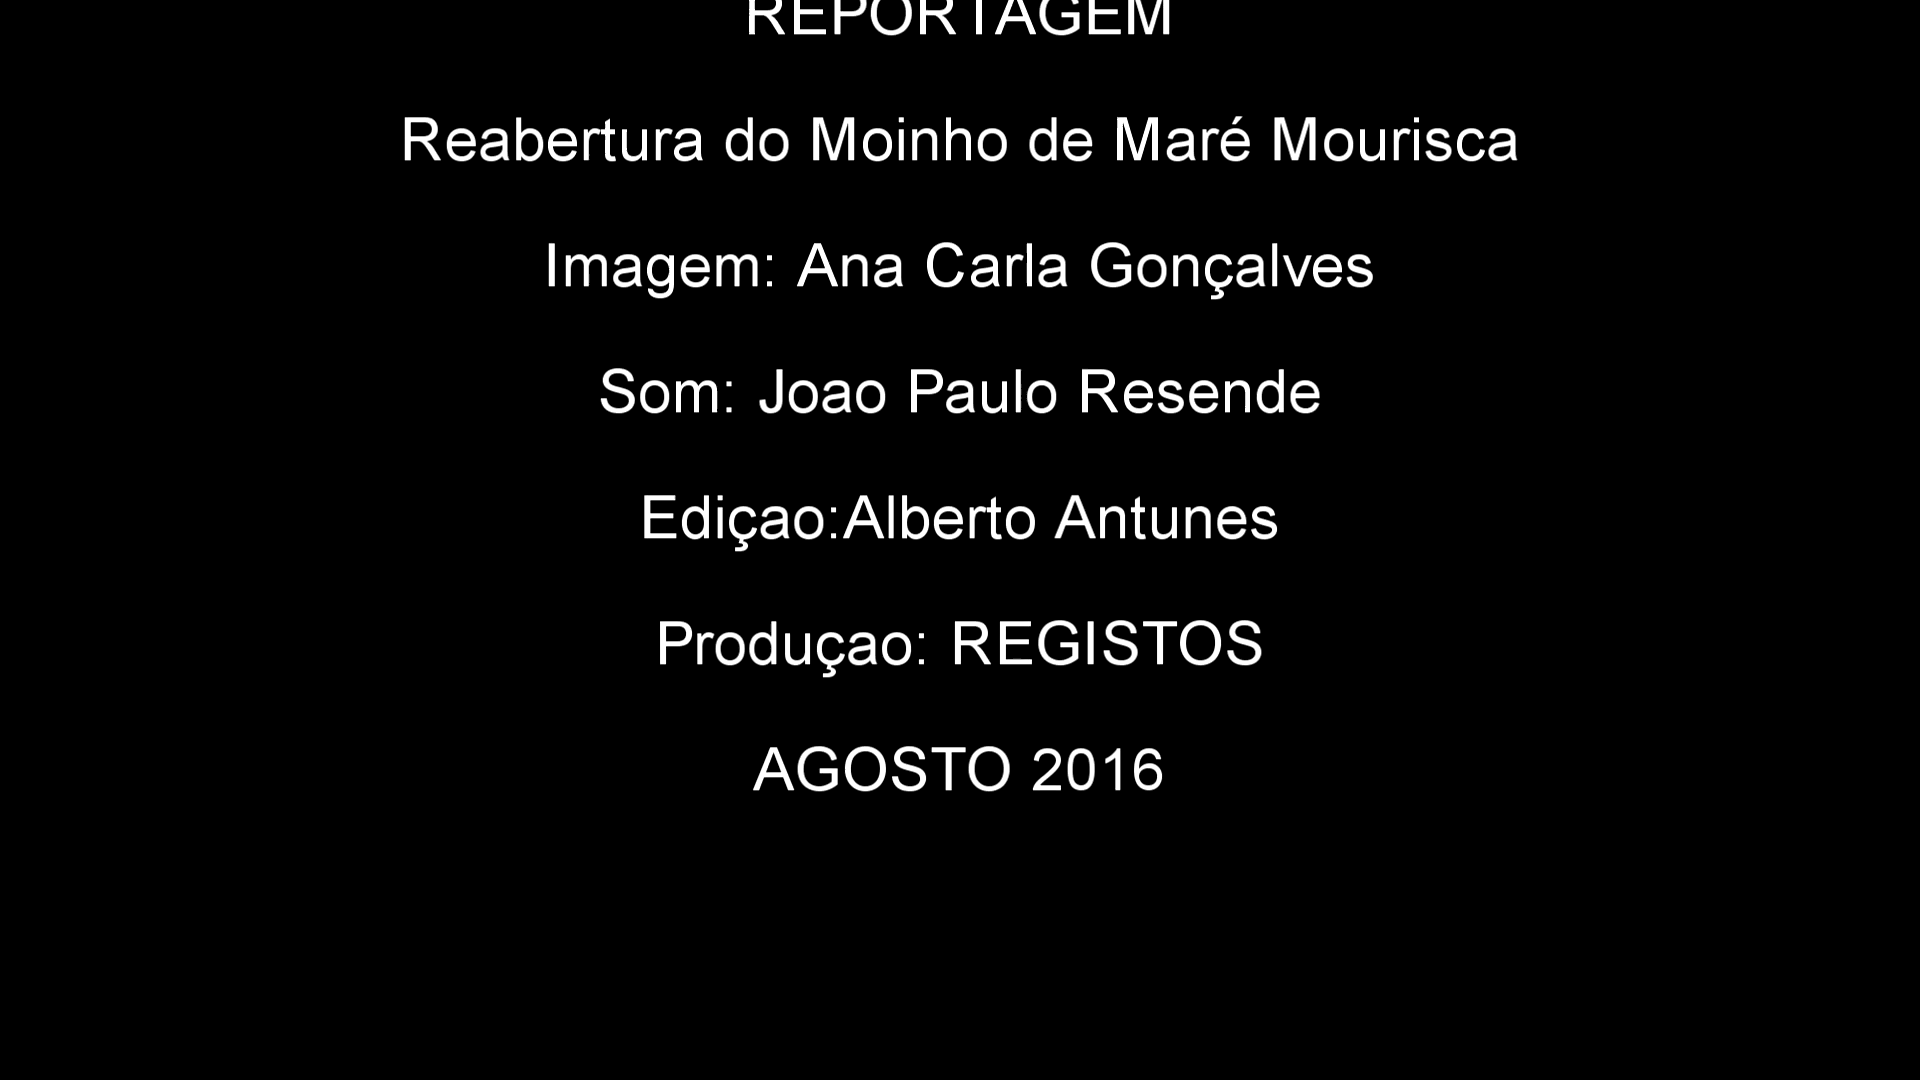 REPORTAGEM
Reabertura do Moinho de Maré Mourisca
Imagem: Ana Carla Gonçalves
Som: Joao Paulo Resende
Ediçao:Alberto Antunes
Produçao: REGISTOS
AGOSTO 2016